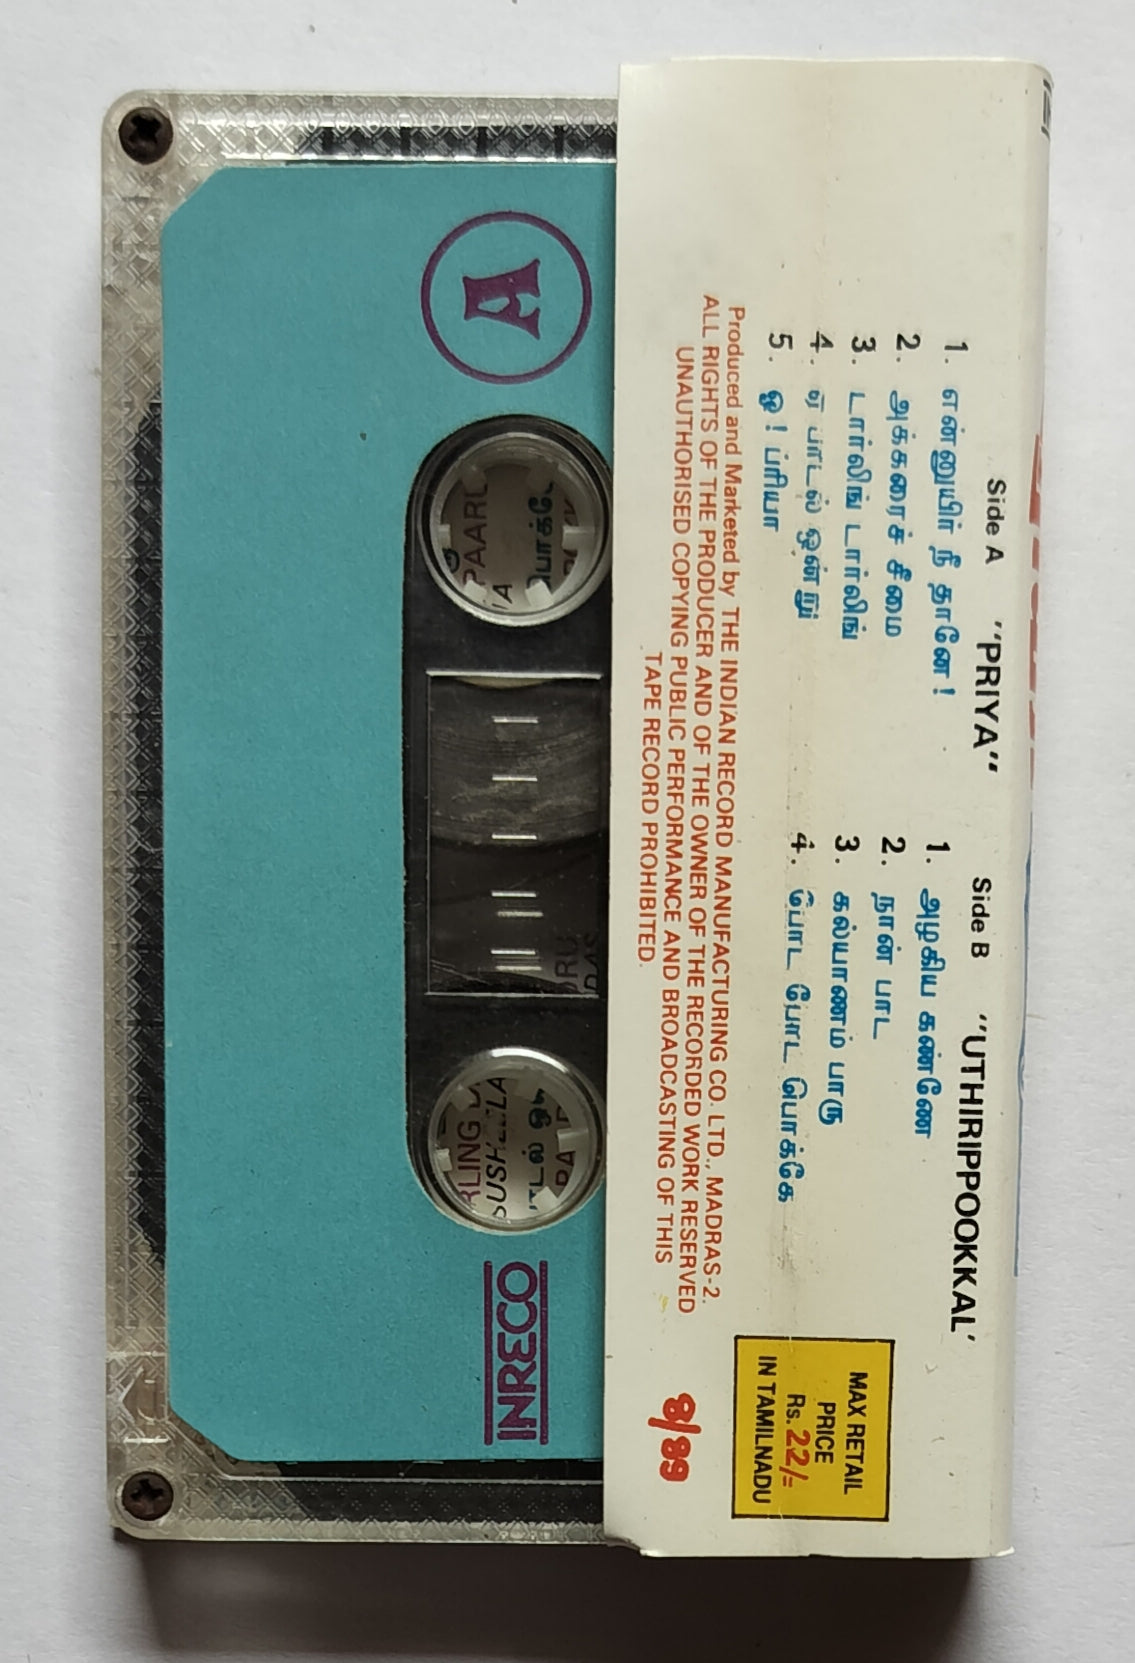 Side A "PRIYA"
1. என்னுயிர் நீ தானே !
2. அக்கரைச் சீமை
3. டார்லிங் டார்லிங்
4. ஏ பாடல் ஒன்று
5. ஓ ! ப்ரியா
Side B "UTHIRIPPOOKKAL'
1. அழகிய கண்ணே
2. நான் பாட
3. கல்யாணம் பாரு
4. போட போட பொக்கே
Produced and Marketed by THE INDIAN RECORD MANUFACTURING CO. LTD., MADRAS-2.
ALL RIGHTS OF THE PRODUCER AND OF THE OWNER OF THE RECORDED WORK RESERVED
UNAUTHORISED COPYING PUBLIC PERFORMANCE AND BROADCASTING OF THIS
TAPE RECORD PROHIBITED.
MAX RETAIL
PRICE
Rs. 22/=
IN TAMILNADU
8/89
A
INRECO